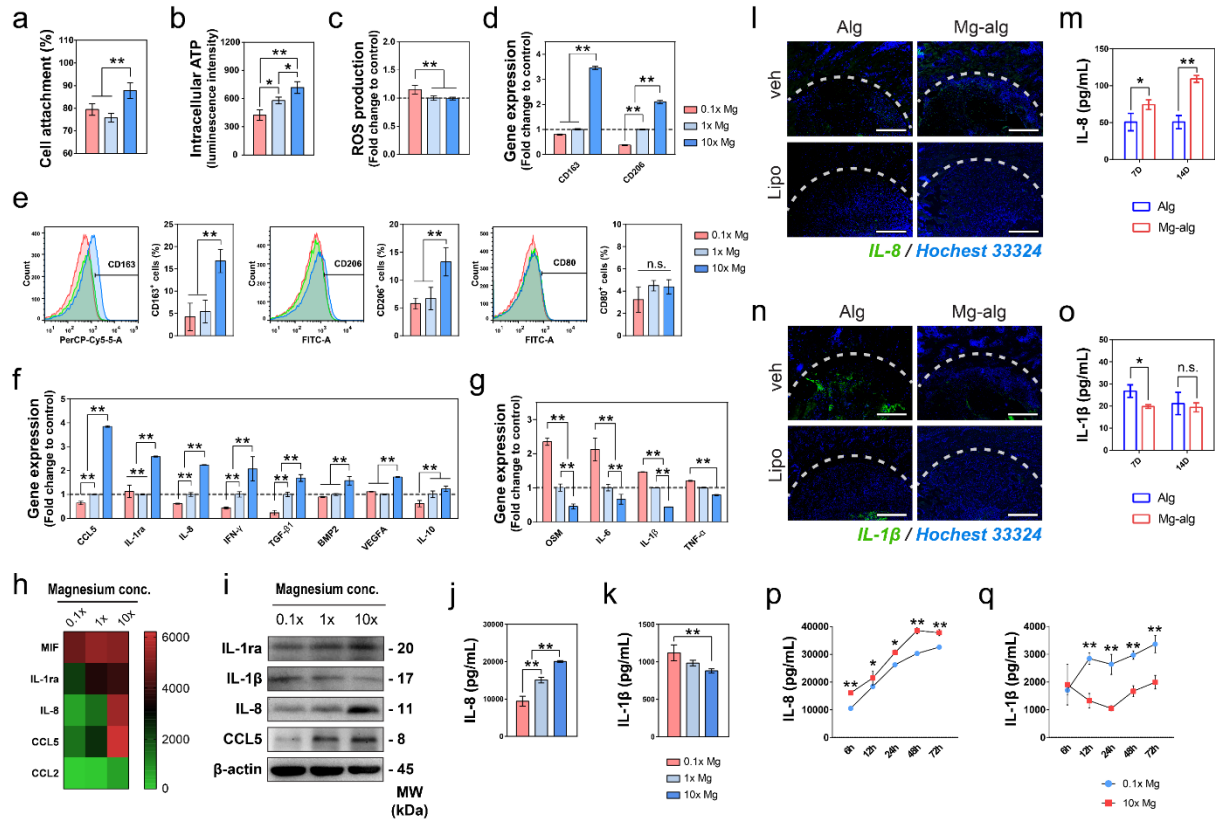 a
Cell attachment (%)
120
110
100
90
80
70
60
**
b
Intracellular ATP
(luminescence intensity)
1200
900
600
300
0
**
*
*
c
ROS production
(Fold change to control)
2.0
1.5
1.0
0.5
0.0
**
d
Gene expression
(Fold change to control)
4
3
2
1
0
**
**
**
CD163
CD206
0.1x Mg
1x Mg
10x Mg
e
Count
CD163
PerCP-Cy5-5-A
CD163+ cells (%)
25
20
15
10
5
0
**
Count
CD206
FITC-A
CD206+ cells (%)
20
15
10
5
0
**
Count
CD80
FITC-A
CD80+ cells (%)
10
8
6
4
2
0
n.s.
0.1x Mg
1x Mg
10x Mg
f
Gene expression
(Fold change to control)
5
4
3
2
1
0
**
**
**
**
**
**
**
**
**
**
**
**
CCL5
IL-1ra
IL-8
IFN-γ
TGF-β1
BMP2
VEGFA
IL-10
g
Gene expression
(Fold change to control)
**
**
**
**
**
**
**
OSM
IL-6
IL-1β
TNF-α
h
Magnesium conc.
0.1x
1x
10x
MIF
IL-1ra
IL-8
CCL5
CCL2
6000
4000
2000
0
i
Magnesium conc.
0.1x
1x
10x
IL-1ra
- 20
IL-1β
- 17
IL-8
- 11
CCL5
- 8
β-actin
- 45
MW
(kDa)
j
IL-8 (pg/mL)
30000
20000
10000
0
**
**
k
IL-1β (pg/mL)
1500
1000
500
0
**
0.1x Mg
1x Mg
10x Mg
l
Alg
Mg-alg
veh
Lipo
IL-8 / Hochest 33324
m
IL-8 (pg/mL)
150
100
50
0
*
**
7D
14D
Alg
Mg-alg
n
Alg
Mg-alg
veh
Lipo
IL-1β / Hochest 33324
o
IL-1β (pg/mL)
50
40
30
20
10
0
*
n.s.
7D
14D
Alg
Mg-alg
p
IL-8 (pg/mL)
40000
30000
20000
10000
0
**
*
*
**
**
6h
12h
24h
48h
72h
q
IL-1β (pg/mL)
4000
3000
2000
1000
0
**
**
**
**
6h
12h
24h
48h
72h
0.1x Mg
10x Mg